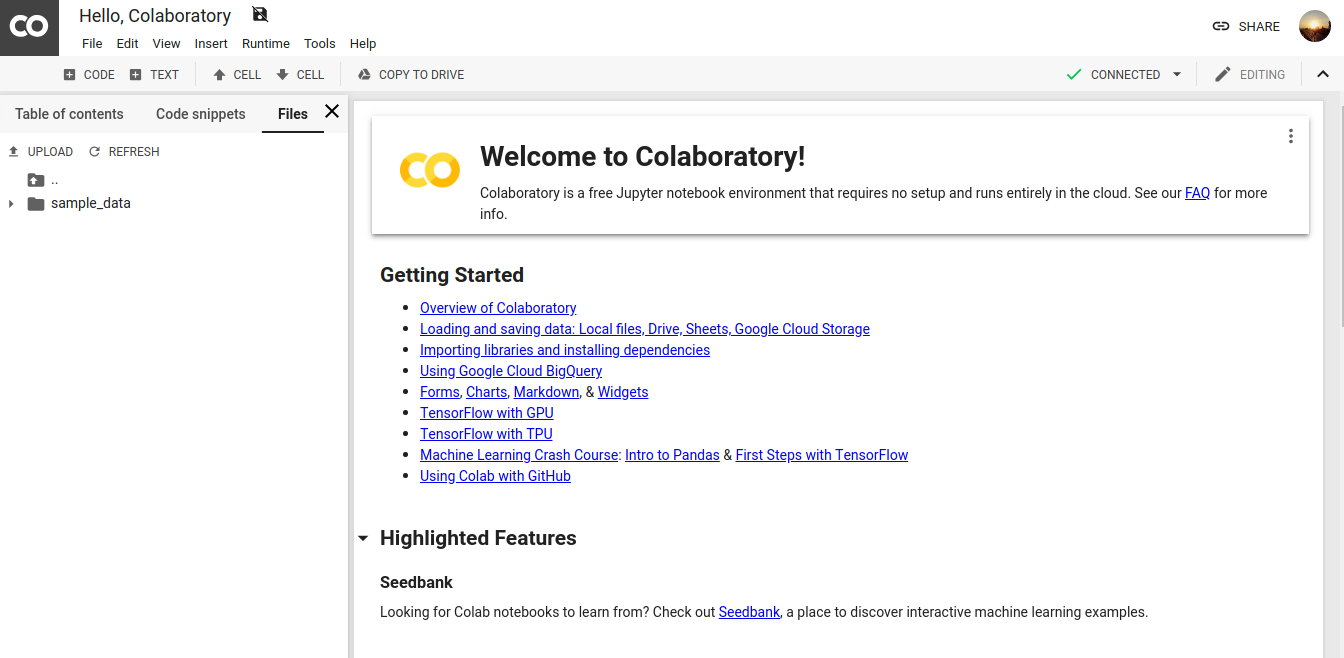 CO Hello, Colaboratory
File Edit View Insert Runtime Tools Help
SHARE
CODE TEXT CELL CELL COPY TO DRIVE CONNECTED EDITING
Table of contents Code snippets Files
UPLOAD REFRESH
..
sample_data
CO
Welcome to Colaboratory!
Colaboratory is a free Jupyter notebook environment that requires no setup and runs entirely in the cloud. See our FAQ for more
info.
Getting Started
Overview of Colaboratory
Loading and saving data: Local files, Drive, Sheets, Google Cloud Storage
Importing libraries and installing dependencies
Using Google Cloud BigQuery
Forms, Charts, Markdown, & Widgets
TensorFlow with GPU
TensorFlow with TPU
Machine Learning Crash Course: Intro to Pandas & First Steps with TensorFlow
Using Colab with GitHub
Highlighted Features
Seedbank
Looking for Colab notebooks to learn from? Check out Seedbank, a place to discover interactive machine learning examples.